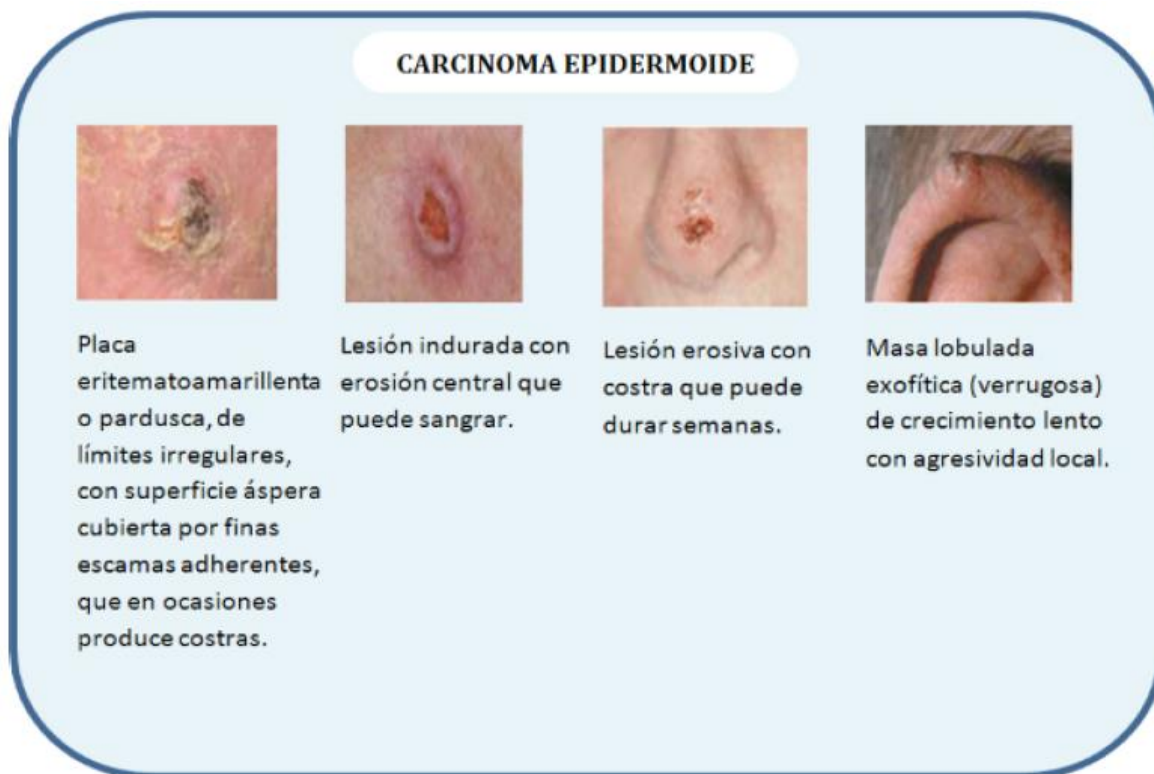 CARCINOMA EPIDERMOIDE
Placa
eritematoamarillenta
o pardusca, de
límites irregulares,
con superficie áspera
cubierta por finas
escamas adherentes,
que en ocasiones
produce costras.
Lesión indurada con
erosión central que
puede sangrar.
Lesión erosiva con
costra que puede
durar semanas.
Masa lobulada
exofítica (verrugosa)
de crecimiento lento
con agresividad local.